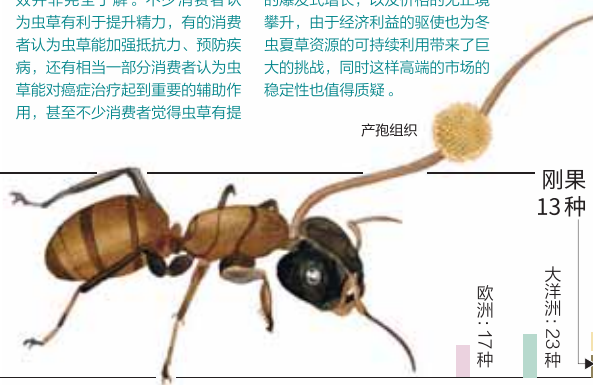 为虫草有利于提升精力，有的消费
者认为虫草能加强抵抗力、预防疾
病，还有相当一部分消费者认为虫
草能对癌症治疗起到重要的辅助作
用，甚至不少消费者觉得虫草有提
攀升，由于经济利益的驱使也为冬
虫夏草资源的可持续利用带来了巨
大的挑战，同时这样高端的市场的
稳定性也值得质疑。
产孢组织
刚果
13种
欧洲：17种
大洋洲：23种